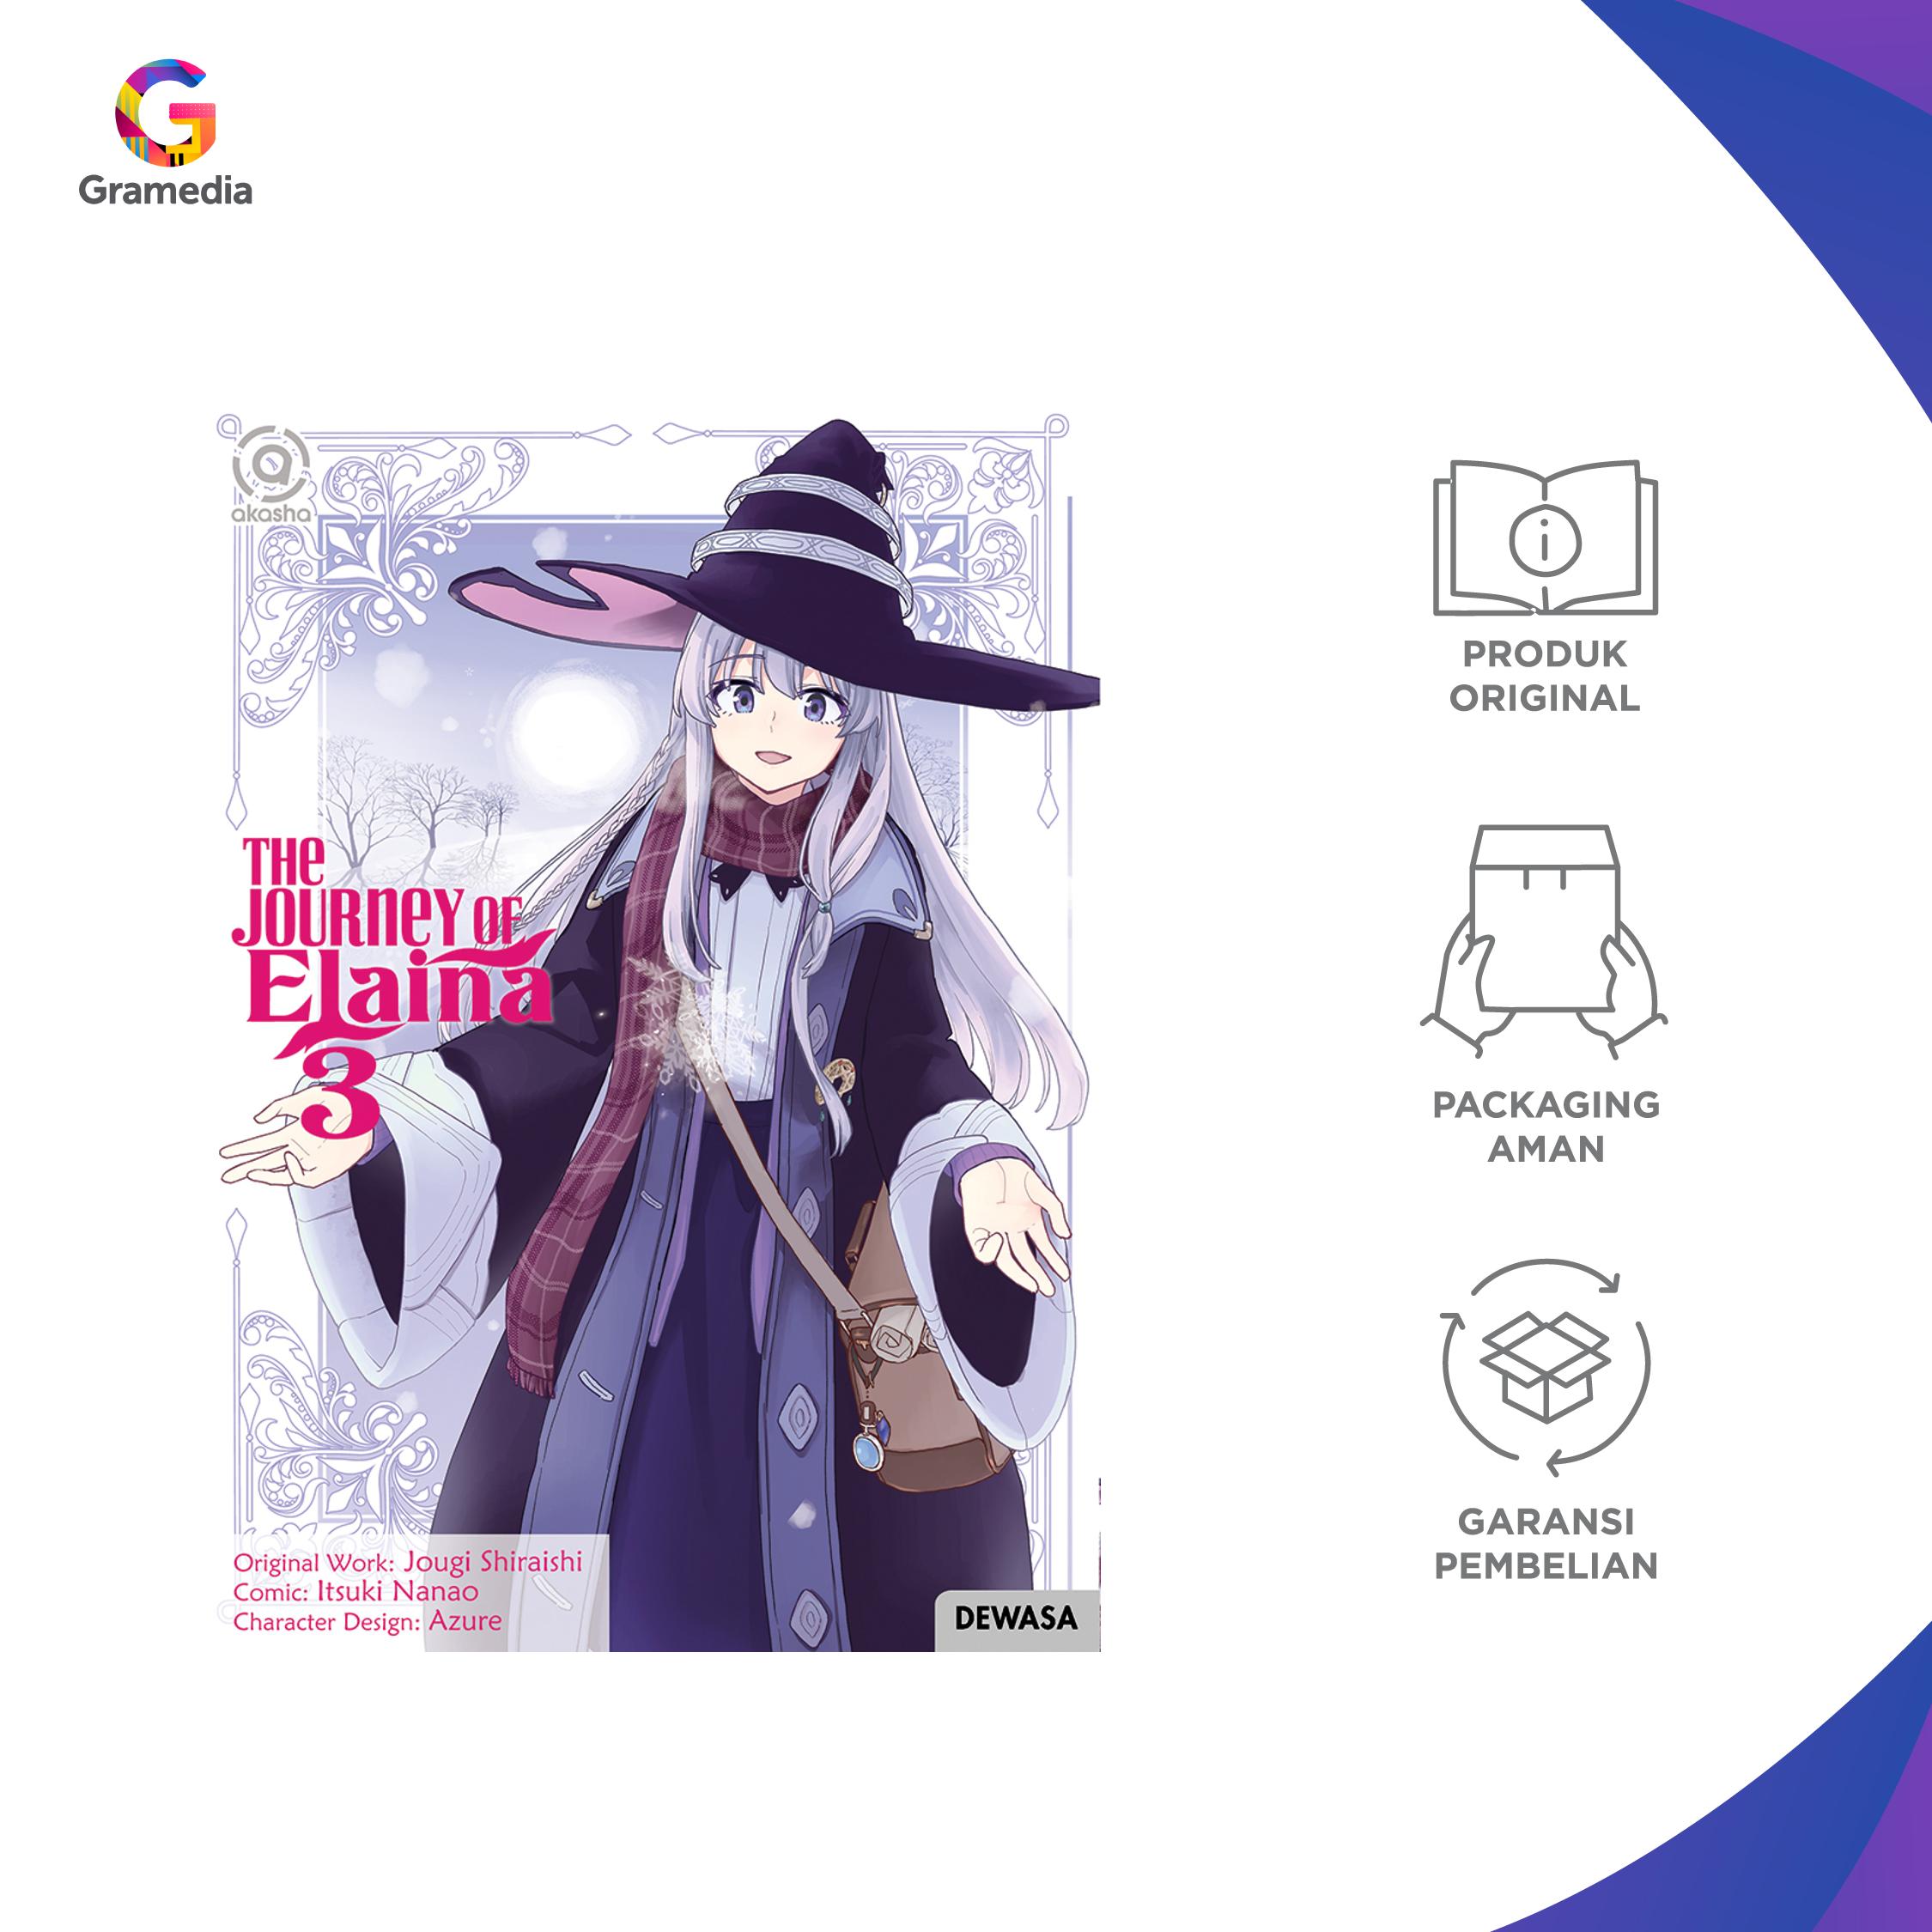 Gramedia
akasha
THE
JOURNEY OF
Elaina
3
Original Work: Jougi Shiraishi
Comic: Itsuki Nanao
Character Design: Azure
DEWASA
PRODUK
ORIGINAL
PACKAGING
AMAN
GARANSI
PEMBELIAN